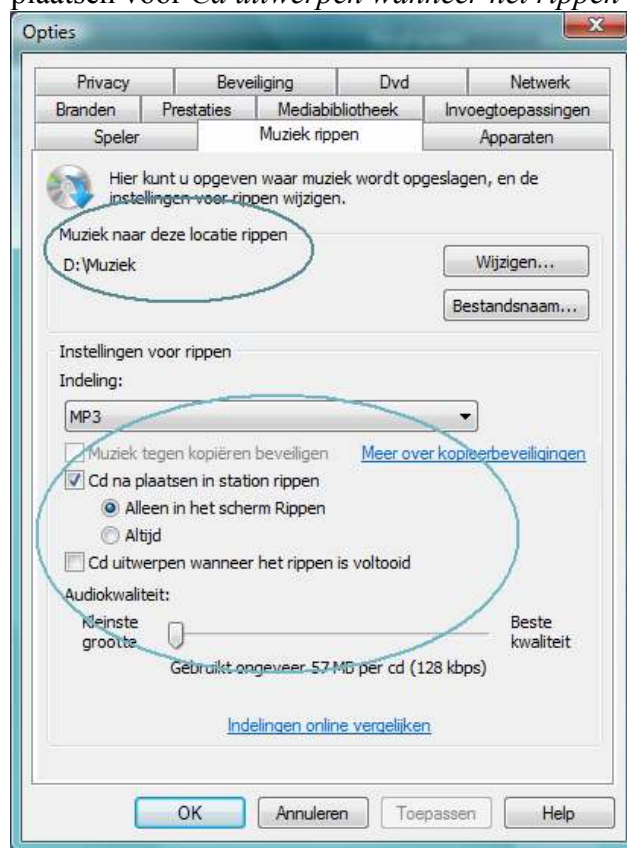 plaatsen voor Cd uitwerpen wanneer het rippen
Opties
Privacy Beveiliging Dvd Netwerk
Branden Prestaties Mediabibliotheek Invoegtoepassingen
Speler Muziek rippen Apparaten
Hier kunt u opgeven waar muziek wordt opgeslagen, en de
instellingen voor rippen wijzigen.
Muziek naar deze locatie rippen
D:\Muziek
Wijzigen...
Bestandsnaam...
Instellingen voor rippen
Indeling:
MP3
Muziek tegen kopiëren beveiligen Meer over kopieerbeveiligingen
Cd na plaatsen in station rippen
Alleen in het scherm Rippen
Altijd
Cd uitwerpen wanneer het rippen is voltooid
Audiokwaliteit:
Kleinste Beste
grootte kwaliteit
Gebruikt ongeveer 57 MB per cd (128 kbps)
Indelingen online vergelijken
OK Annuleren Toepassen Help